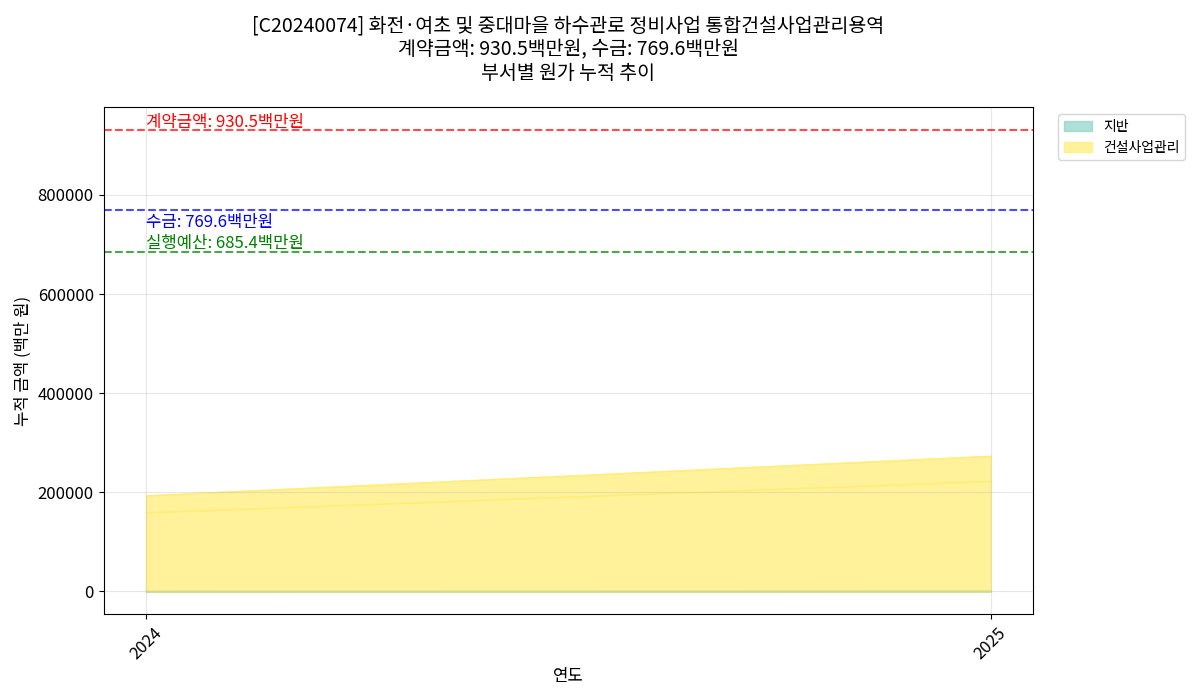 [C20240074] 화전·여초 및 중대마을 하수관로 정비사업 통합건설사업관리용역
계약금액: 930.5백만원, 수금: 769.6백만원
부서별 원가 누적 추이
계약금액: 930.5백만원
수금: 769.6백만원
실행예산: 685.4백만원
지반
건설사업관리
누적 금액 (백만 원)
800000
600000
400000
200000
0
2024
2025
연도